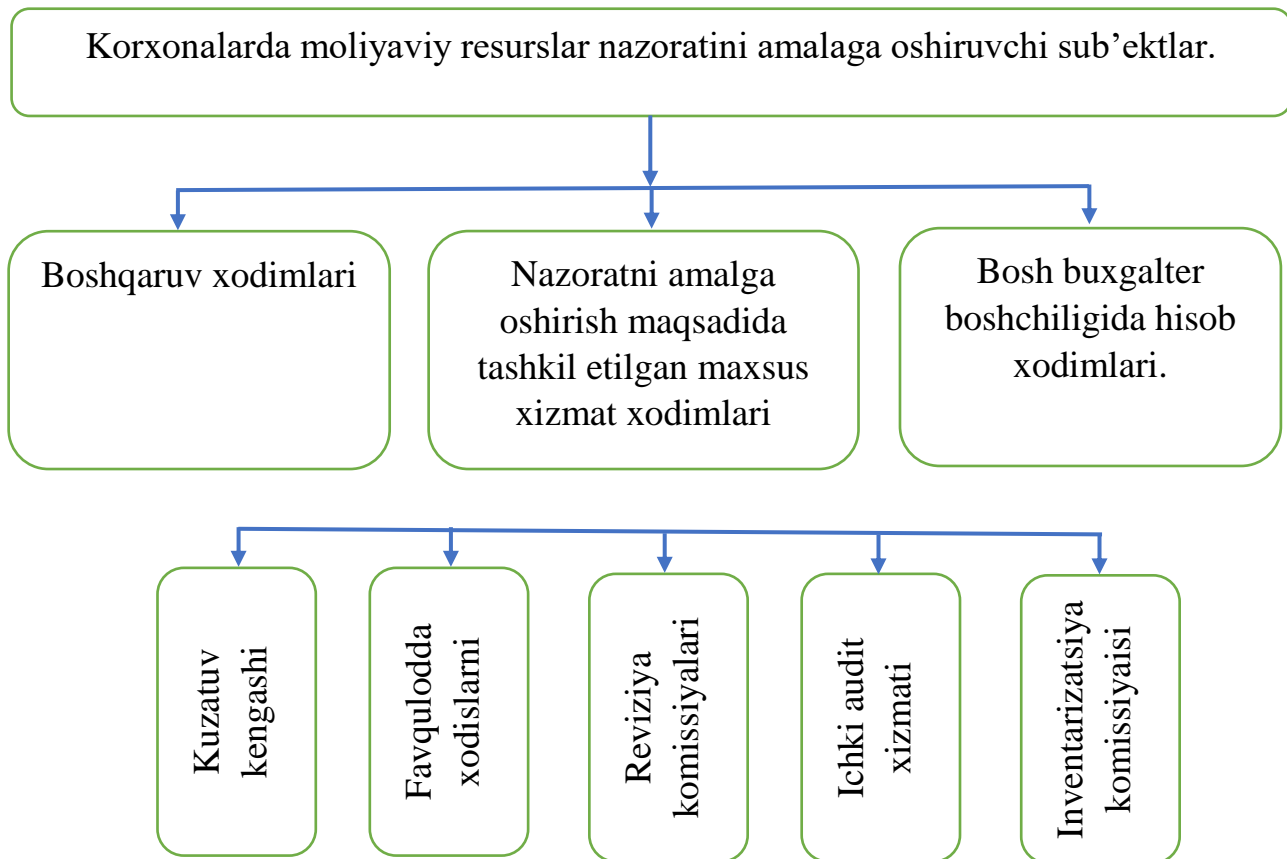 Korxonalarda moliyaviy resurslar nazoratini amalaga oshiruvchi sub’ektlar.
Boshqaruv xodimlari
Nazoratni amalga
oshirish maqsadida
tashkil etilgan maxsus
xizmat xodimlari
Bosh buxgalter
boshchiligida hisob
xodimlari.
Kuzatuv
kengashi
Favqulodda
xodislarni
Reviziya
komissiyalari
Ichki audit
xizmati
Inventarizatsiya
komissiyaisi